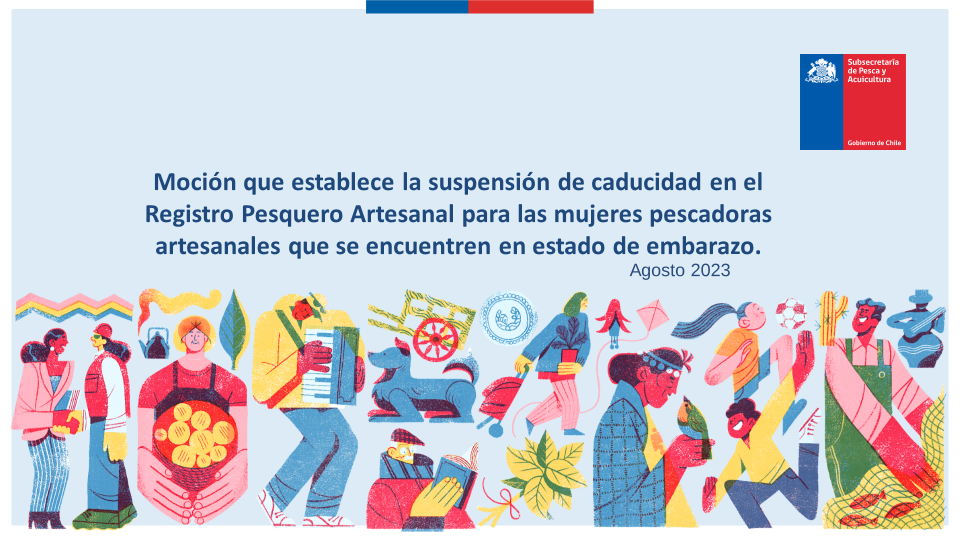 Subsecretaría
de Pesca y
Acuicultura
Gobierno de Chile
Moción que establece la suspensión de caducidad en el
Registro Pesquero Artesanal para las mujeres pescadoras
artesanales que se encuentren en estado de embarazo.
Agosto 2023